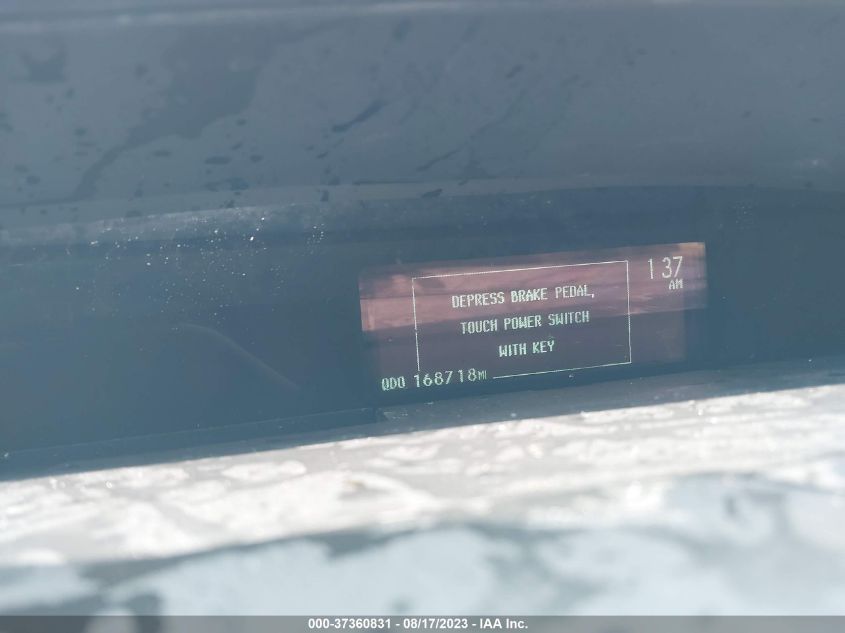 1 37
AM
DEPRESS BRAKE PEDAL,
TOUCH POWER SWITCH
WITH KEY
ODO 168718MI
000-37360831 - 08/17/2023 - IAA Inc.